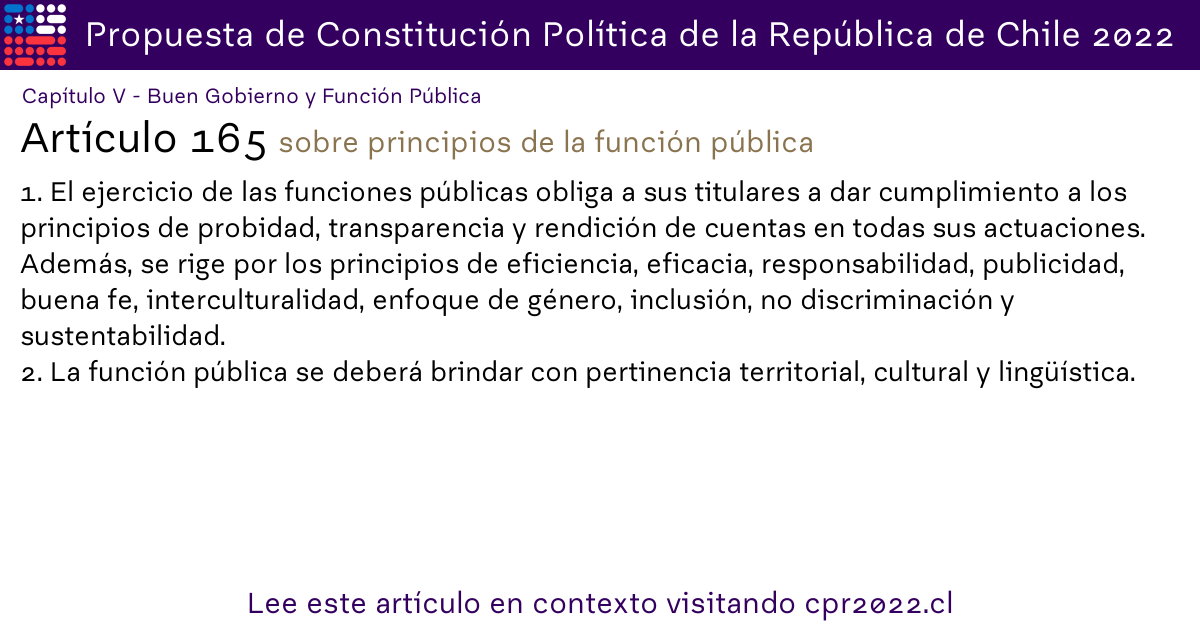 Propuesta de Constitución Política de la República de Chile 2022
Capítulo V - Buen Gobierno y Función Pública
Artículo 165 sobre principios de la función pública
1. El ejercicio de las funciones públicas obliga a sus titulares a dar cumplimiento a los
principios de probidad, transparencia y rendición de cuentas en todas sus actuaciones.
Además, se rige por los principios de eficiencia, eficacia, responsabilidad, publicidad,
buena fe, interculturalidad, enfoque de género, inclusión, no discriminación y
sustentabilidad.
2. La función pública se deberá brindar con pertinencia territorial, cultural y lingüística.
Lee este artículo en contexto visitando cpr2022.cl